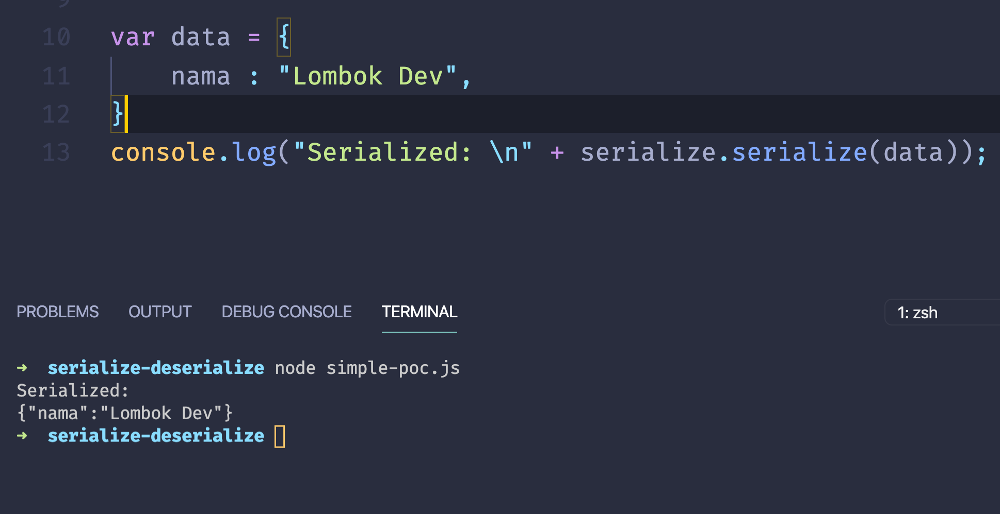 9
10 var data = {
11 nama : "Lombok Dev",
12 }
13 console.log("Serialized: \n" + serialize.serialize(data));
PROBLEMS OUTPUT DEBUG CONSOLE TERMINAL 1: zsh
➜ serialize-deserialize node simple-poc.js
Serialized:
{"nama":"Lombok Dev"}
➜ serialize-deserialize